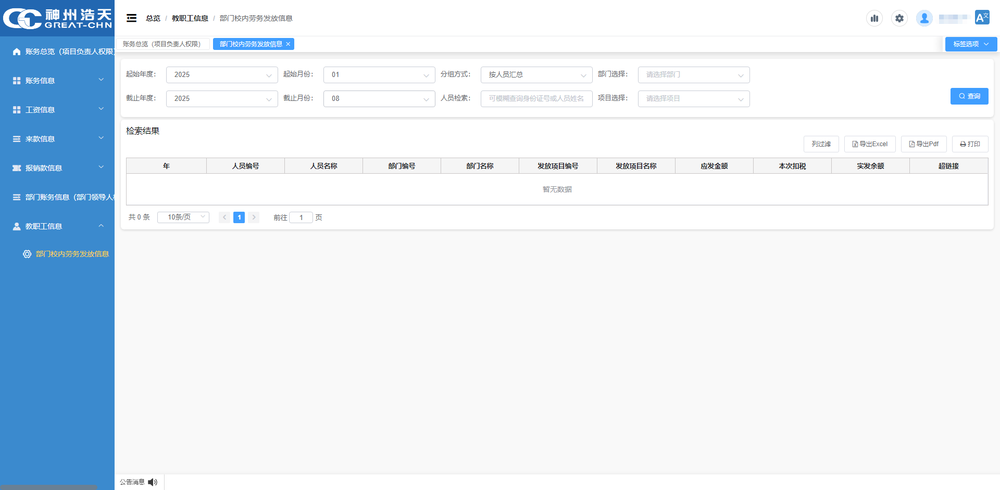 神州浩天
GREAT-CHN
总览 / 教职工信息 / 部门校内劳务发放信息
A文
账务总览（项目负责人权限）
部门校内劳务发放信息
标签选项
账务总览（项目负责人权限）
账务信息
工资信息
来款信息
报销款信息
部门账务信息（部门领导人
教职工信息
部门校内劳务发放信息
起始年度： 2025 起始月份： 01 分组方式： 按人员汇总 部门选择： 请选择部门
截止年度： 2025 截止月份： 08 人员检索： 可模糊查询身份证号或人员姓名 项目选择： 请选择项目
查询
检索结果
列过滤 导出Excel 导出Pdf 打印
年 人员编号 人员名称 部门编号 部门名称 发放项目编号 发放项目名称 应发金额 本次扣税 实发余额 超链接
暂无数据
共 0 条 10条/页 1 前往 1 页
公告消息